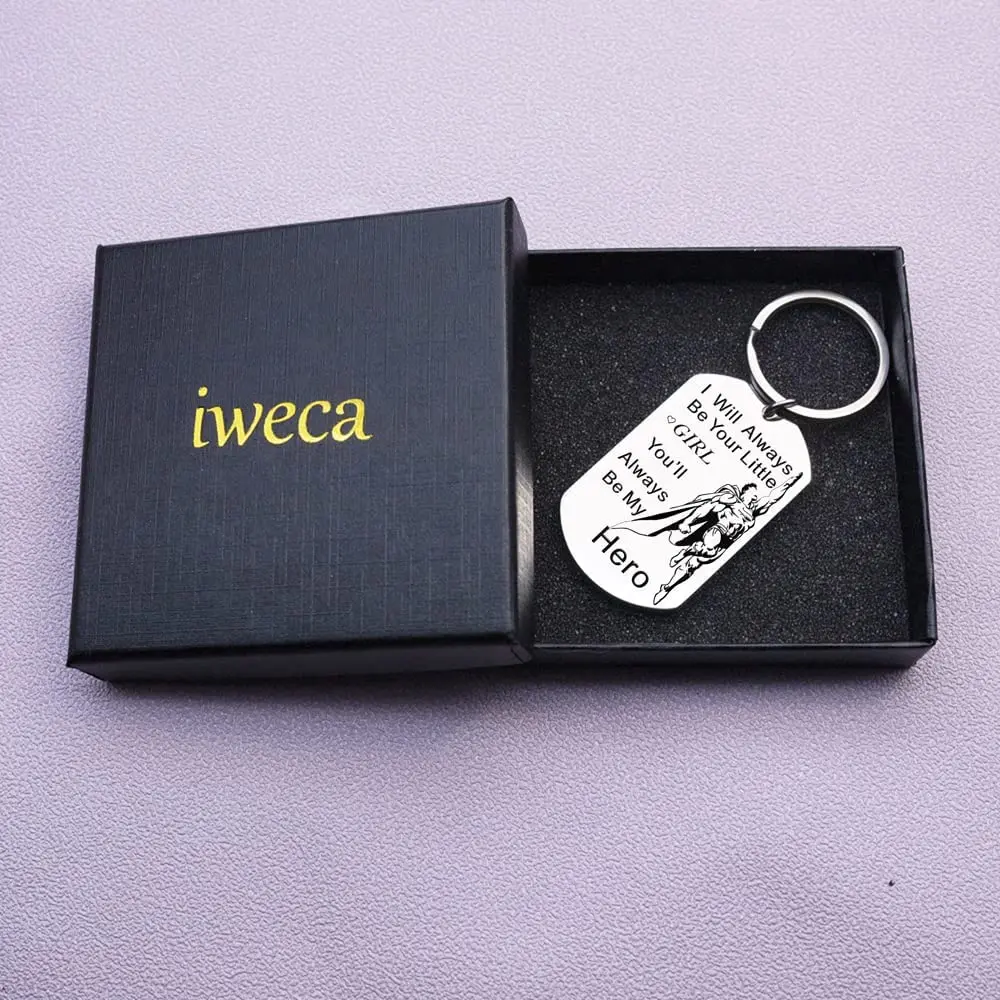 iweca
I Will Always
Be Your Little
♡GIRL
You'll
Always
Be My
Hero